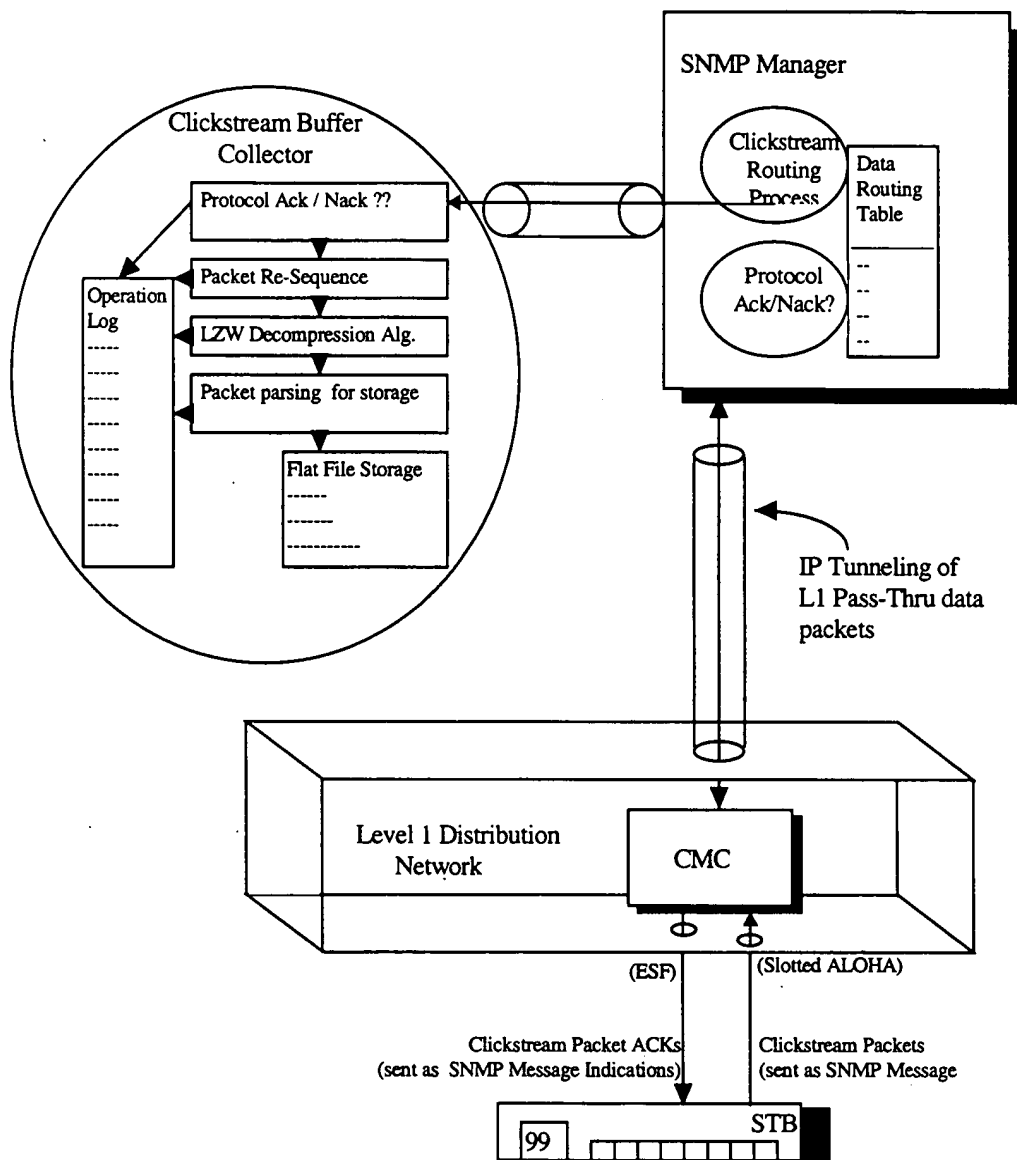 SNMP Manager
Clickstream
Routing
Process
Data
Routing
Table
--
--
--
--
Protocol
Ack/Nack?
Clickstream Buffer
Collector
Protocol Ack / Nack ??
Packet Re-Sequence
LZW Decompression Alg.
Packet parsing for storage
Operation
Log
-----
-----
-----
-----
-----
-----
-----
-----
Flat File Storage
------
-------
-----------
IP Tunneling of
L1 Pass-Thru data
packets
Level 1 Distribution
Network
CMC
(ESF)
(Slotted ALOHA)
Clickstream Packet ACKs
(sent as SNMP Message Indications)
Clickstream Packets
(sent as SNMP Message
STB
99